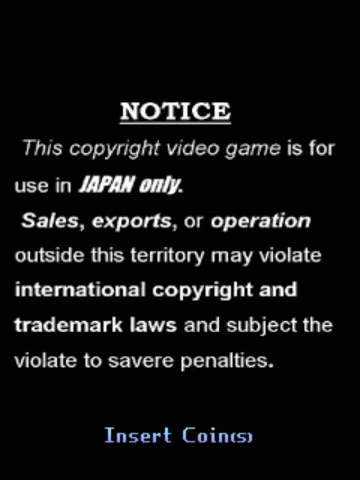 NOTICE
This copyright video game is for
use in JAPAN only.
Sales, exports, or operation
outside this territory may violate
international copyright and
trademark laws and subject the
violate to savere penalties.
Insert Coin(s)